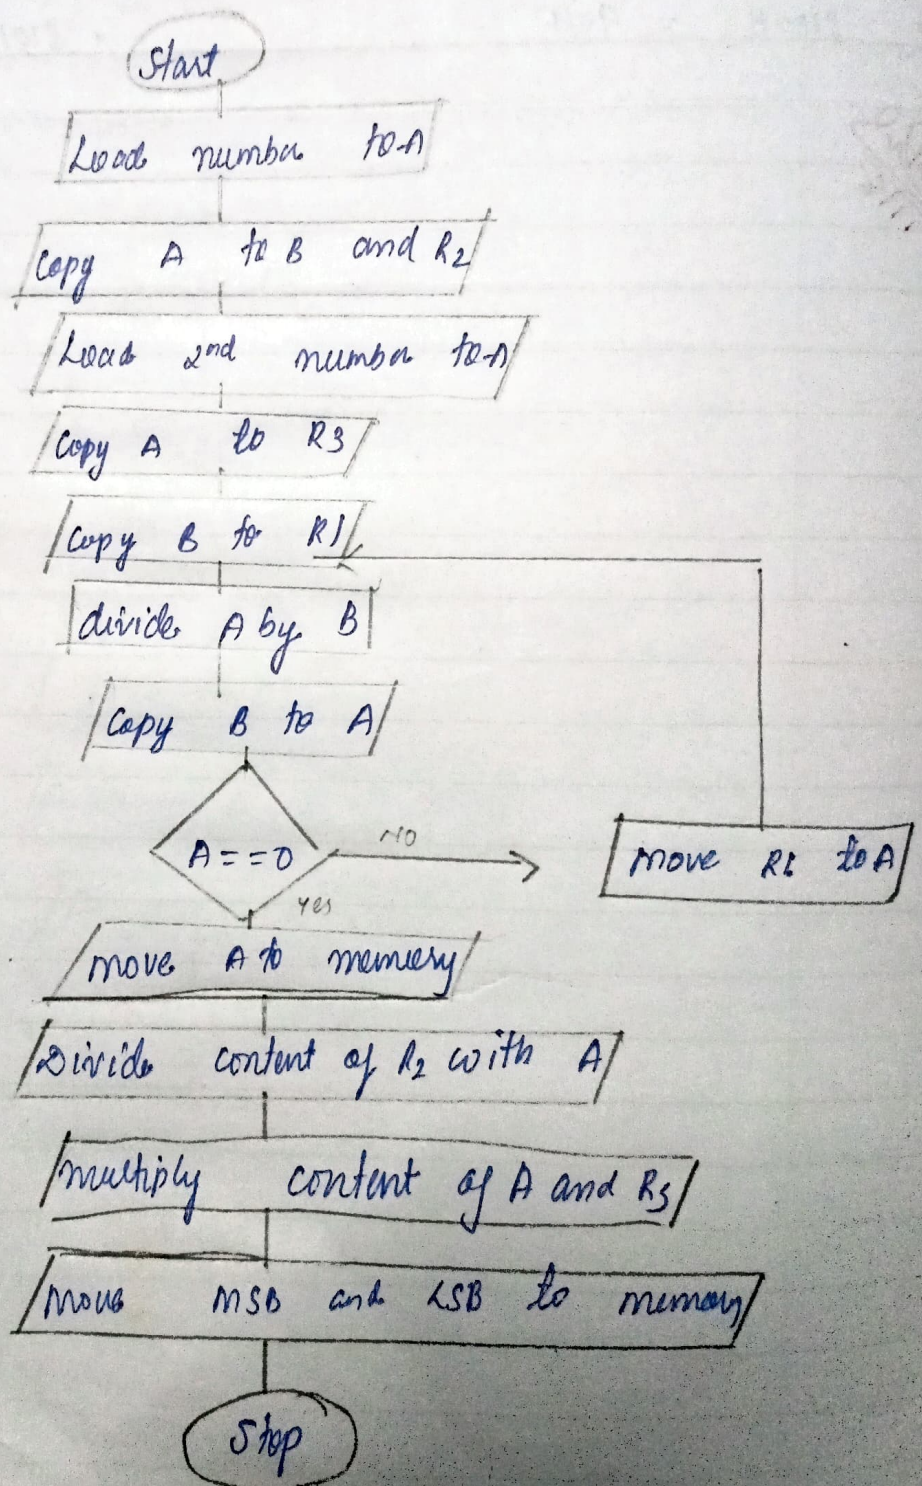 Start
Load number to A
Copy A to B and R2
Load 2nd number to A
Copy A to R3
Copy B to R1
divide A by B
Copy B to A
A==0
NO
move R1 to A
Yes
move A to memory
Divide content of R2 with A
multiply content of A and R3
Move MSB and LSB to memory
Stop